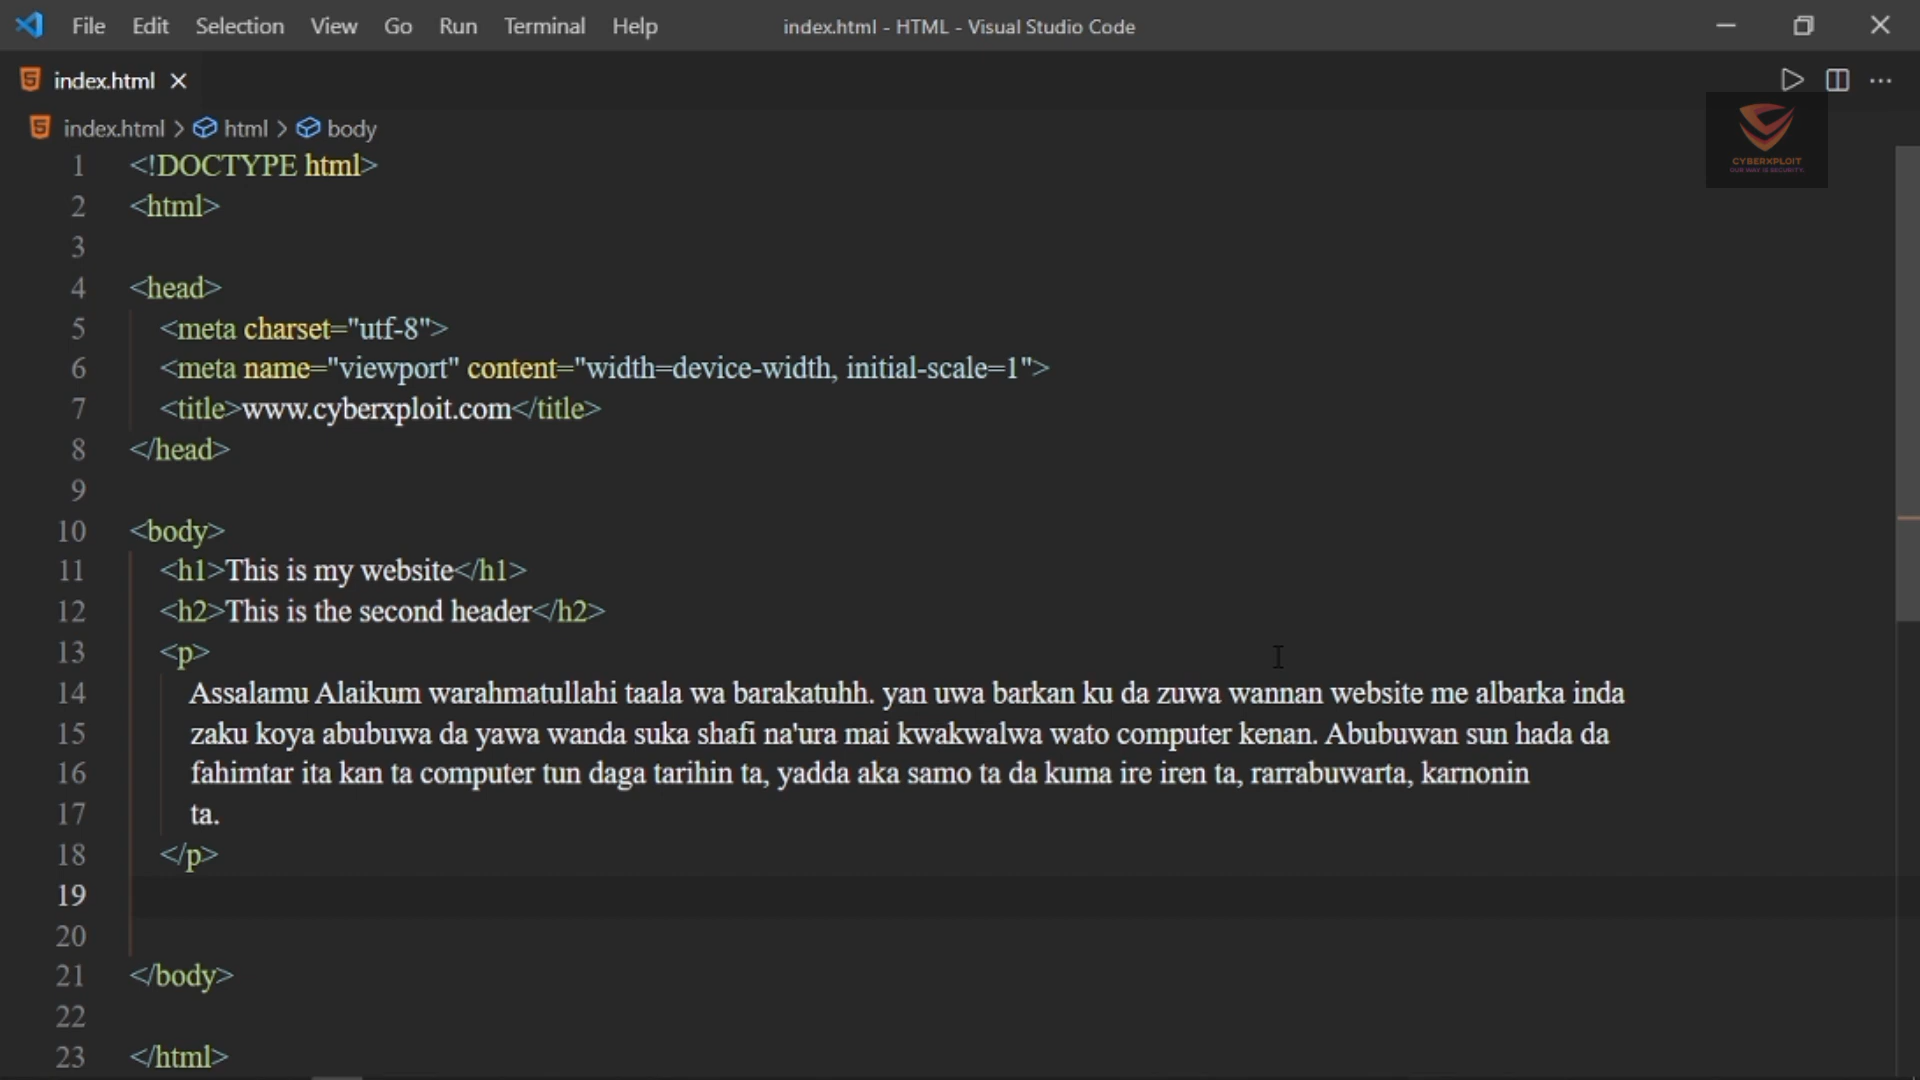 File Edit Selection View Go Run Terminal Help index.html - HTML - Visual Studio Code
index.html
index.html > html > body
CYBERXPLOIT
OUR WAY IS SECURITY
1 <!DOCTYPE html>
2 <html>
3
4 <head>
5 <meta charset="utf-8">
6 <meta name="viewport" content="width=device-width, initial-scale=1">
7 <title>www.cyberxploit.com</title>
8 </head>
9
10 <body>
11 <h1>This is my website</h1>
12 <h2>This is the second header</h2>
13 <p>
14 Assalamu Alaikum warahmatullahi taala wa barakatuhh. yan uwa barkan ku da zuwa wannan website me albarka inda
15 zaku koya abubuwa da yawa wanda suka shafi na'ura mai kwakwalwa wato computer kenan. Abubuwan sun hada da
16 fahimtar ita kan ta computer tun daga tarihin ta, yadda aka samo ta da kuma ire iren ta, rarrabuwarta, karnonin
17 ta.
18 </p>
19
20
21 </body>
22
23 </html>